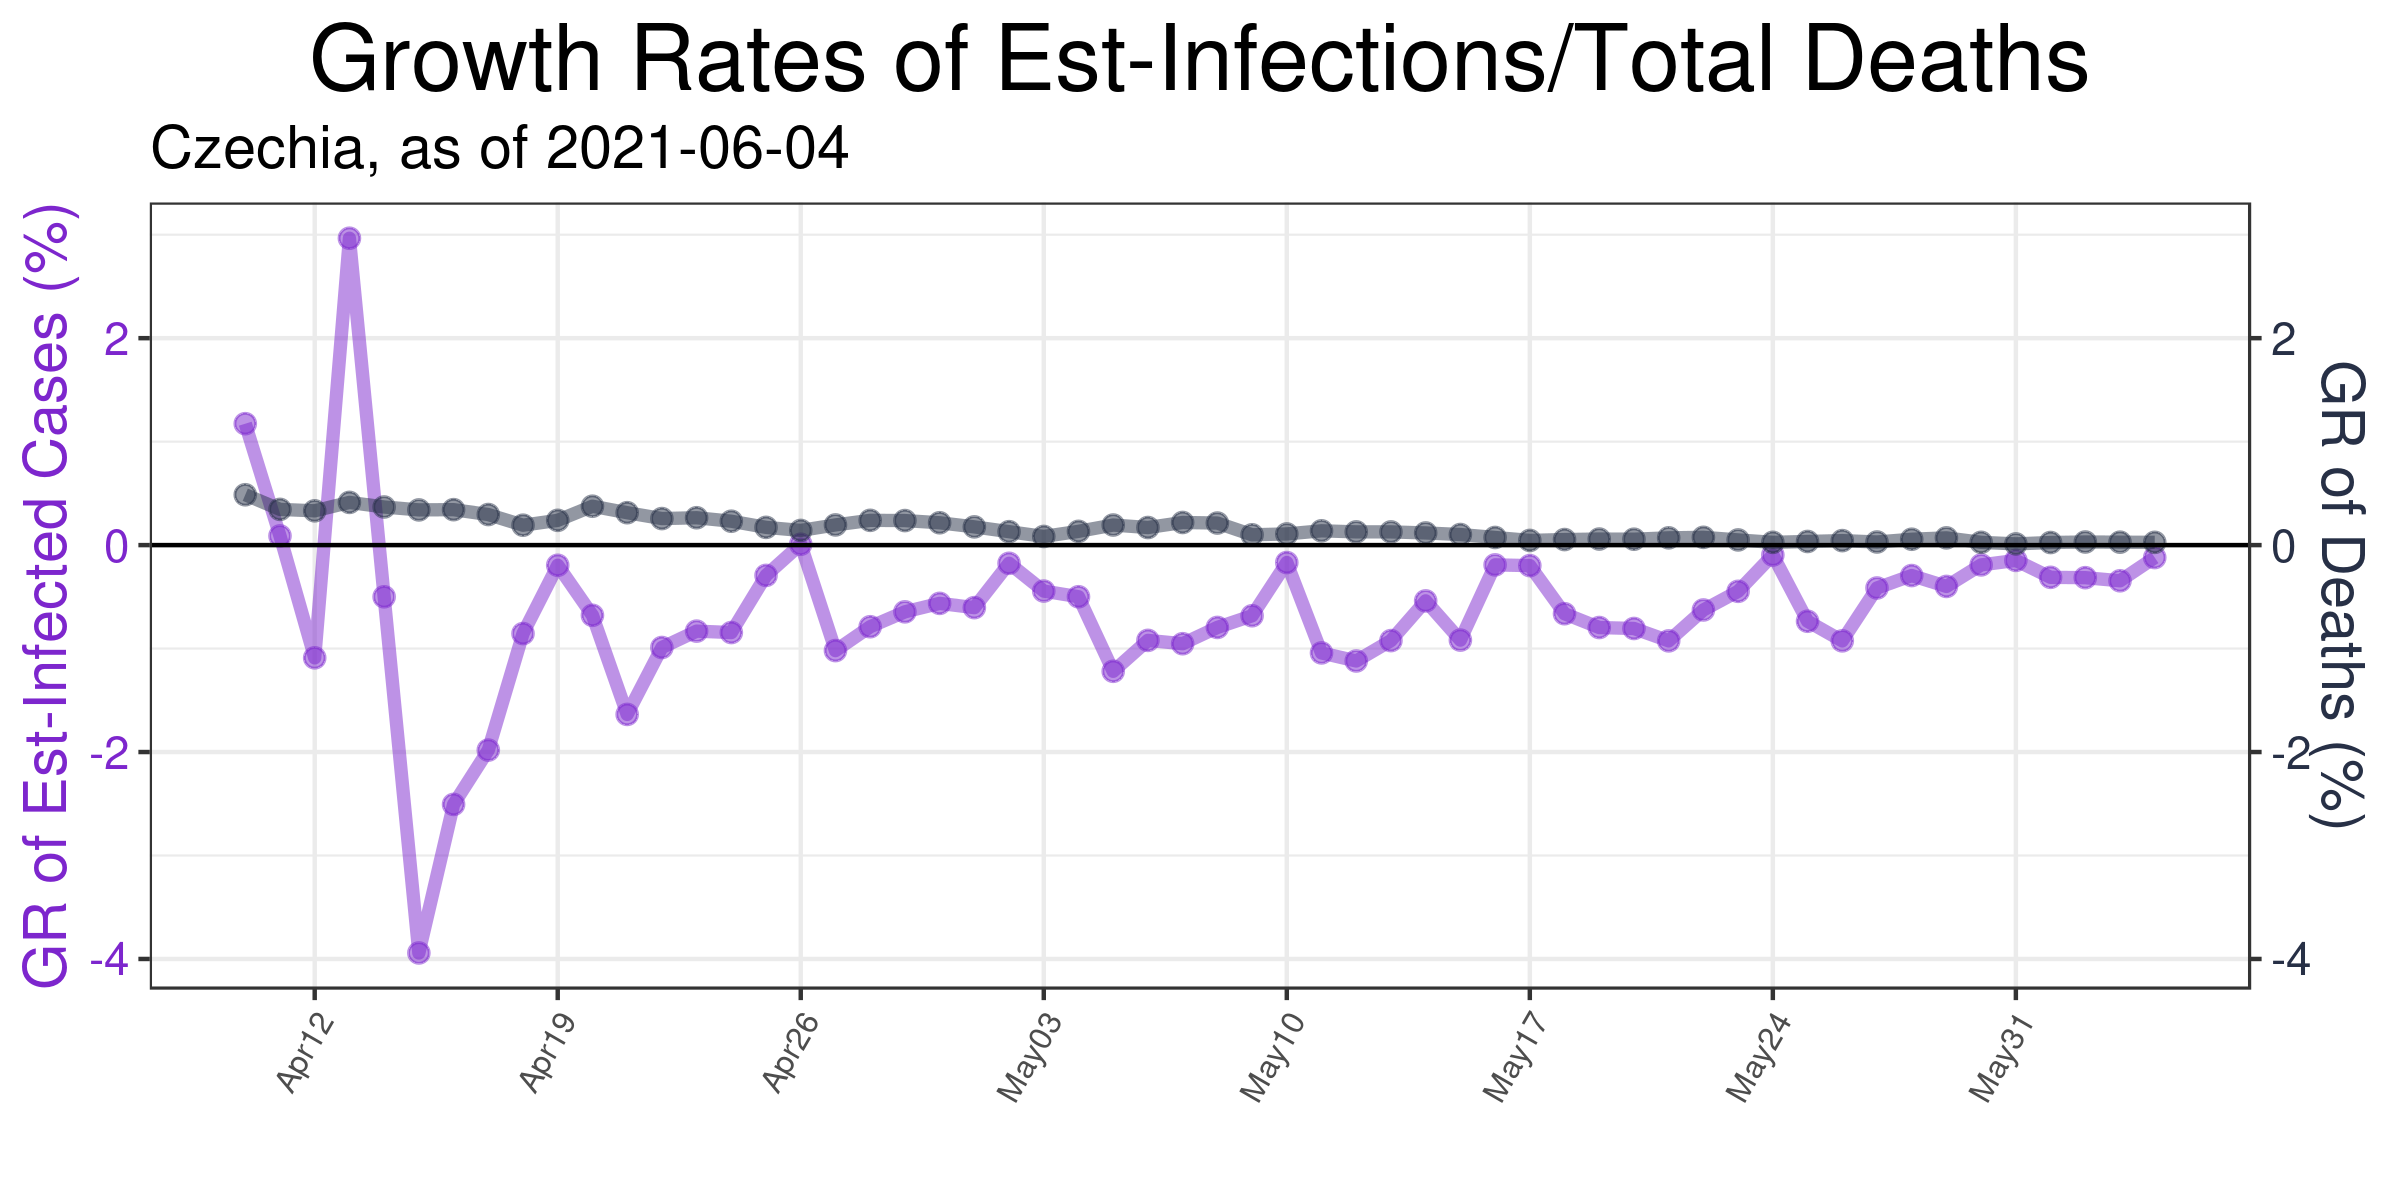 Growth Rates of Est-Infections/Total Deaths
Czechia, as of 2021-06-04
GR of Est-Infected Cases (%)
2
0
-2
-4
2
0
-2
-4
GR of Deaths (%)
Apr12
Apr19
Apr26
May03
May10
May17
May24
May31